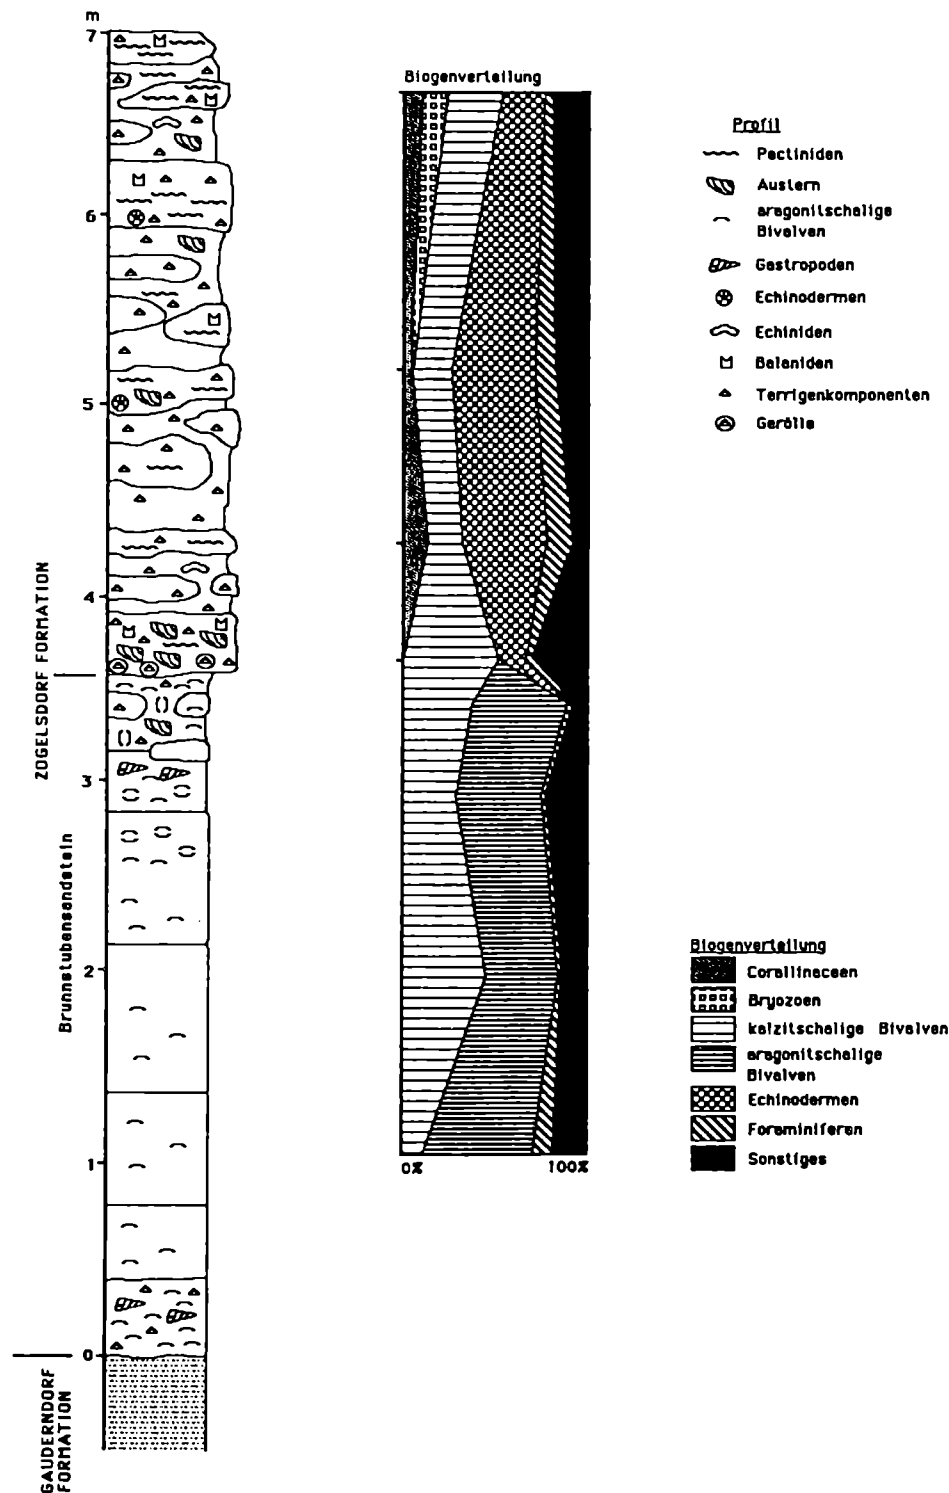 m
7
6
5
4
3
2
1
0
ZOGELSDORF FORMATION
Brunnstubensandstein
GAUDERNDORF
FORMATION
Biogenverteilung
0%
100%
Profil
Pectiniden
Austern
aragonitschalige
Bivalven
Gastropoden
Echinodermen
Echiniden
Balaniden
Terrigenkomponenten
Gerölle
Biogenverteilung
Corallinaceen
Bryozoen
kalzitschalige Bivalven
aragonitschalige
Bivalven
Echinodermen
Foraminiferen
Sonstiges